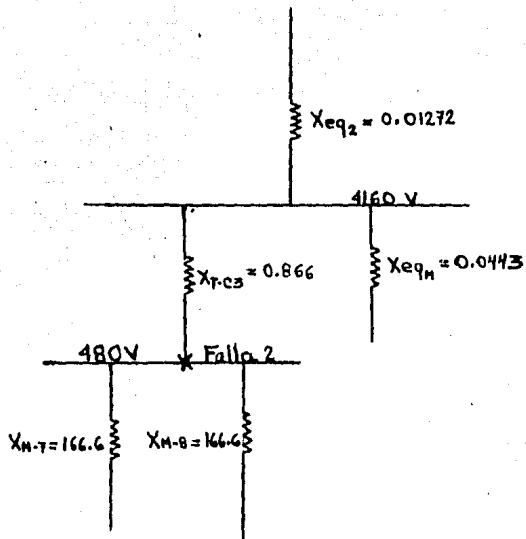 Xeq2 = 0.01272
4160 V
XT-C3 = 0.866
XeqM = 0.0443
480V
Falla 2
XM-7 = 166.6
XM-8 = 166.6